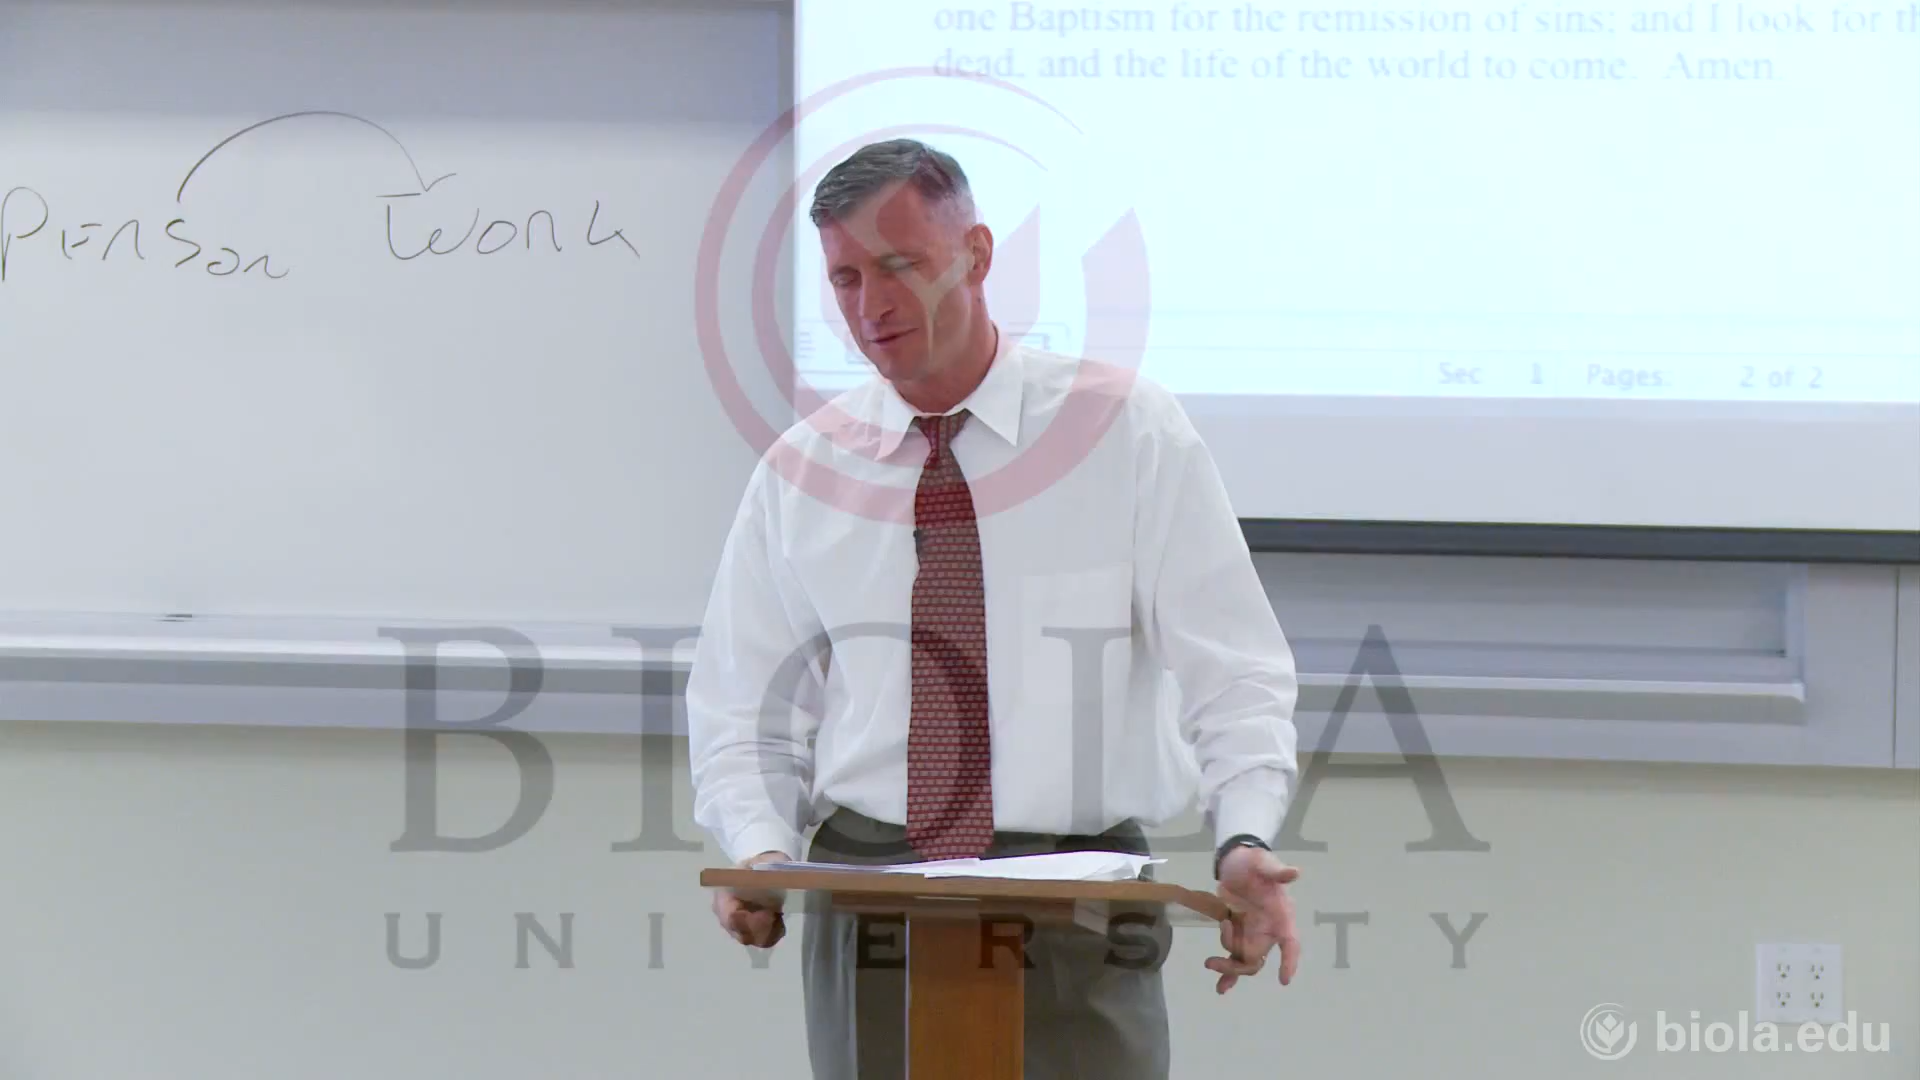 one Baptism for the remission of sins; and I look for th
dead, and the life of the world to come. Amen.
PERSON WORK
Sec 1 Pages: 2 of 2
BIOLA
UNIVERSITY
biola.edu